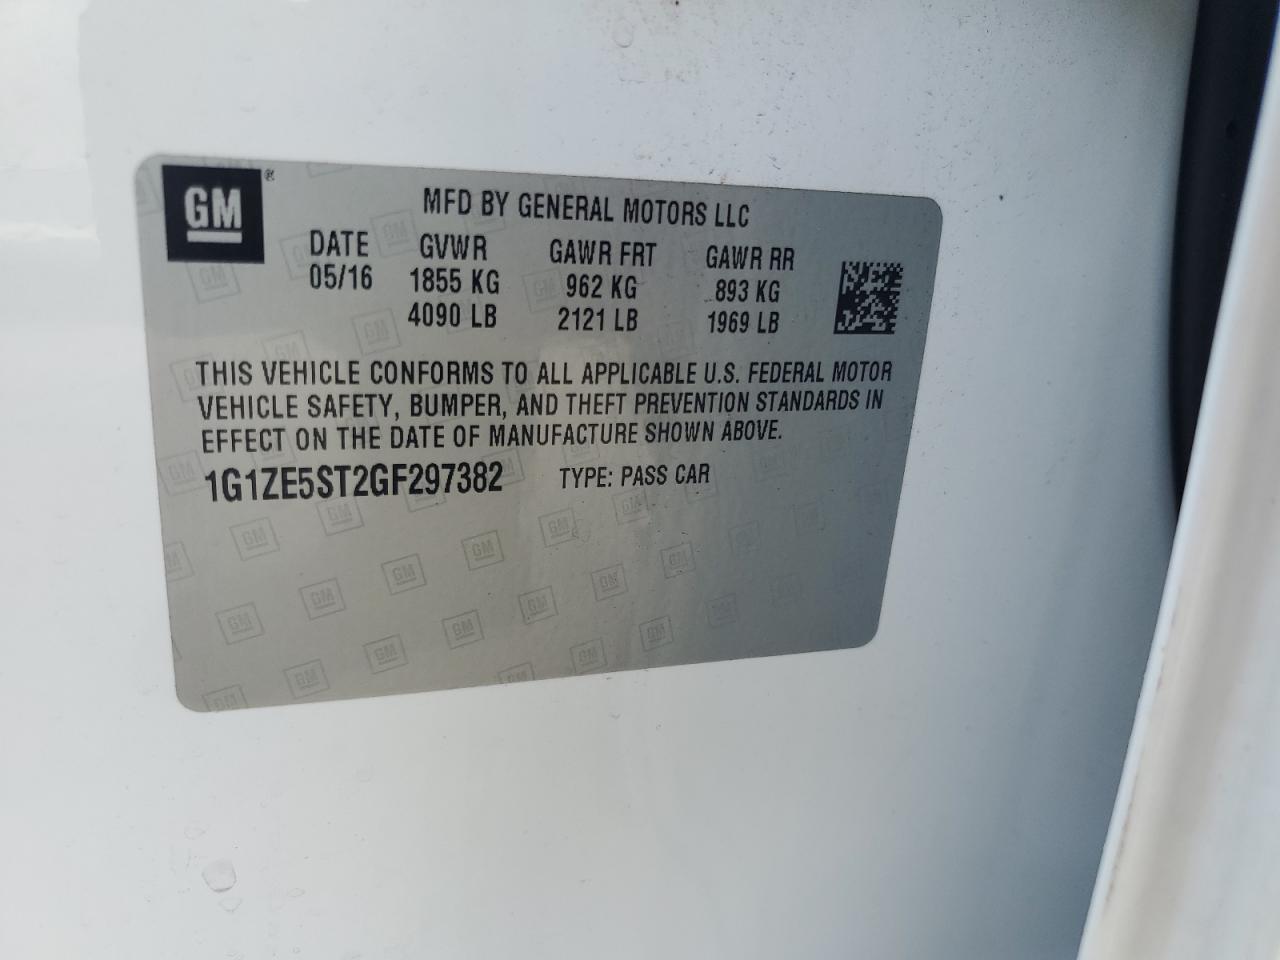 GM ®
MFD BY GENERAL MOTORS LLC
DATE GVWR GAWR FRT GAWR RR
05/16 1855 KG 962 KG 893 KG
4090 LB 2121 LB 1969 LB
THIS VEHICLE CONFORMS TO ALL APPLICABLE U.S. FEDERAL MOTOR
VEHICLE SAFETY, BUMPER, AND THEFT PREVENTION STANDARDS IN
EFFECT ON THE DATE OF MANUFACTURE SHOWN ABOVE.
1G1ZE5ST2GF297382 TYPE: PASS CAR